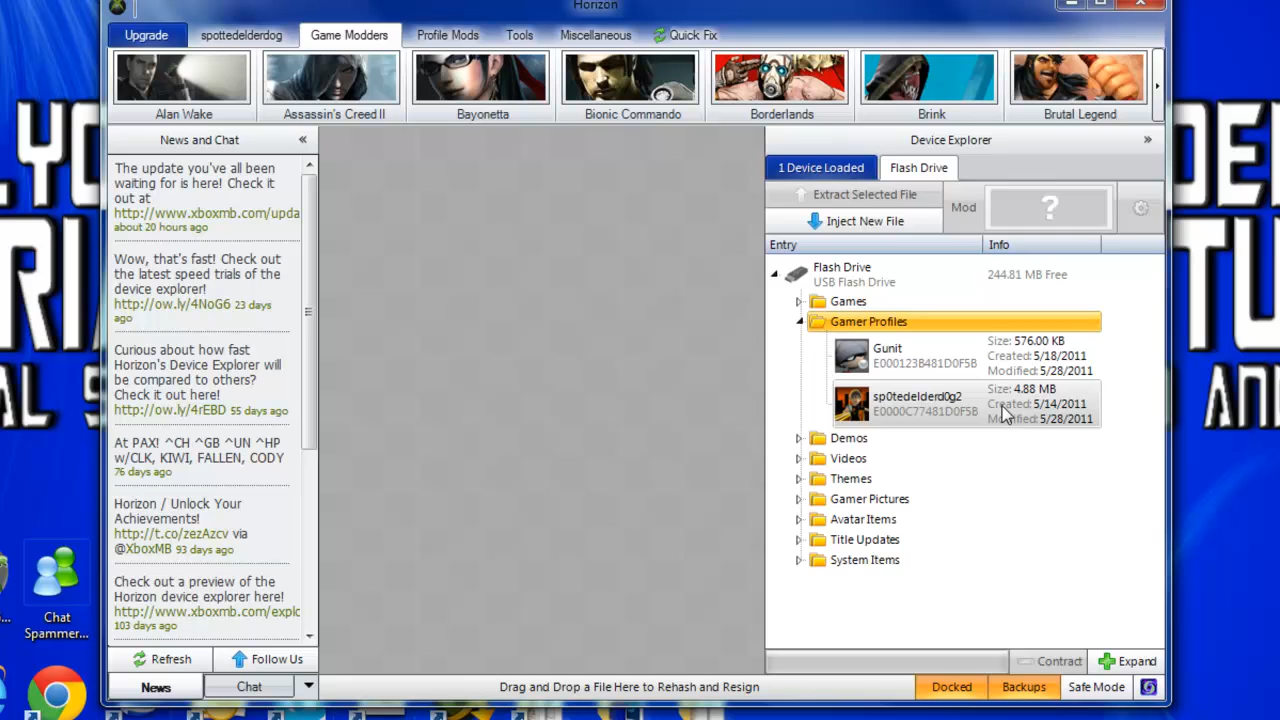 Horizon
Upgrade
spottedelderdog
Game Modders
Profile Mods
Tools
Miscellaneous
Quick Fix
Alan Wake
Assassin's Creed II
Bayonetta
Bionic Commando
Borderlands
Brink
Brutal Legend
News and Chat
«
The update you've all been
waiting for is here! Check it
out at
http://www.xboxmb.com/upda
about 20 hours ago
Wow, that's fast! Check out
the latest speed trials of the
device explorer!
http://ow.ly/4NoG6 23 days
ago
Curious about how fast
Horizon's Device Explorer will
be compared to others?
Check it out here!
http://ow.ly/4rEBD 55 days ago
At PAX! ^CH ^GB ^UN ^HP
w/CLK, KIWI, FALLEN, CODY
76 days ago
Horizon / Unlock Your
Achievements!
http://t.co/zezAzcv via
@XboxMB 93 days ago
Check out a preview of the
Horizon device explorer here!
http://www.xboxmb.com/explo
103 days ago
Refresh
Follow Us
News
Chat
Device Explorer
»
1 Device Loaded
Flash Drive
Extract Selected File
Inject New File
Mod
?
Entry
Info
Flash Drive
USB Flash Drive
244.81 MB Free
Games
Gamer Profiles
Gunit
E000123B481D0F5B
Size: 576.00 KB
Created: 5/18/2011
Modified: 5/28/2011
sp0tedelderd0g2
E0000C77481D0F5B
Size: 4.88 MB
Created: 5/14/2011
Modified: 5/28/2011
Demos
Videos
Themes
Gamer Pictures
Avatar Items
Title Updates
System Items
Contract
Expand
Drag and Drop a File Here to Rehash and Resign
Docked
Backups
Safe Mode
Chat
Spammer...